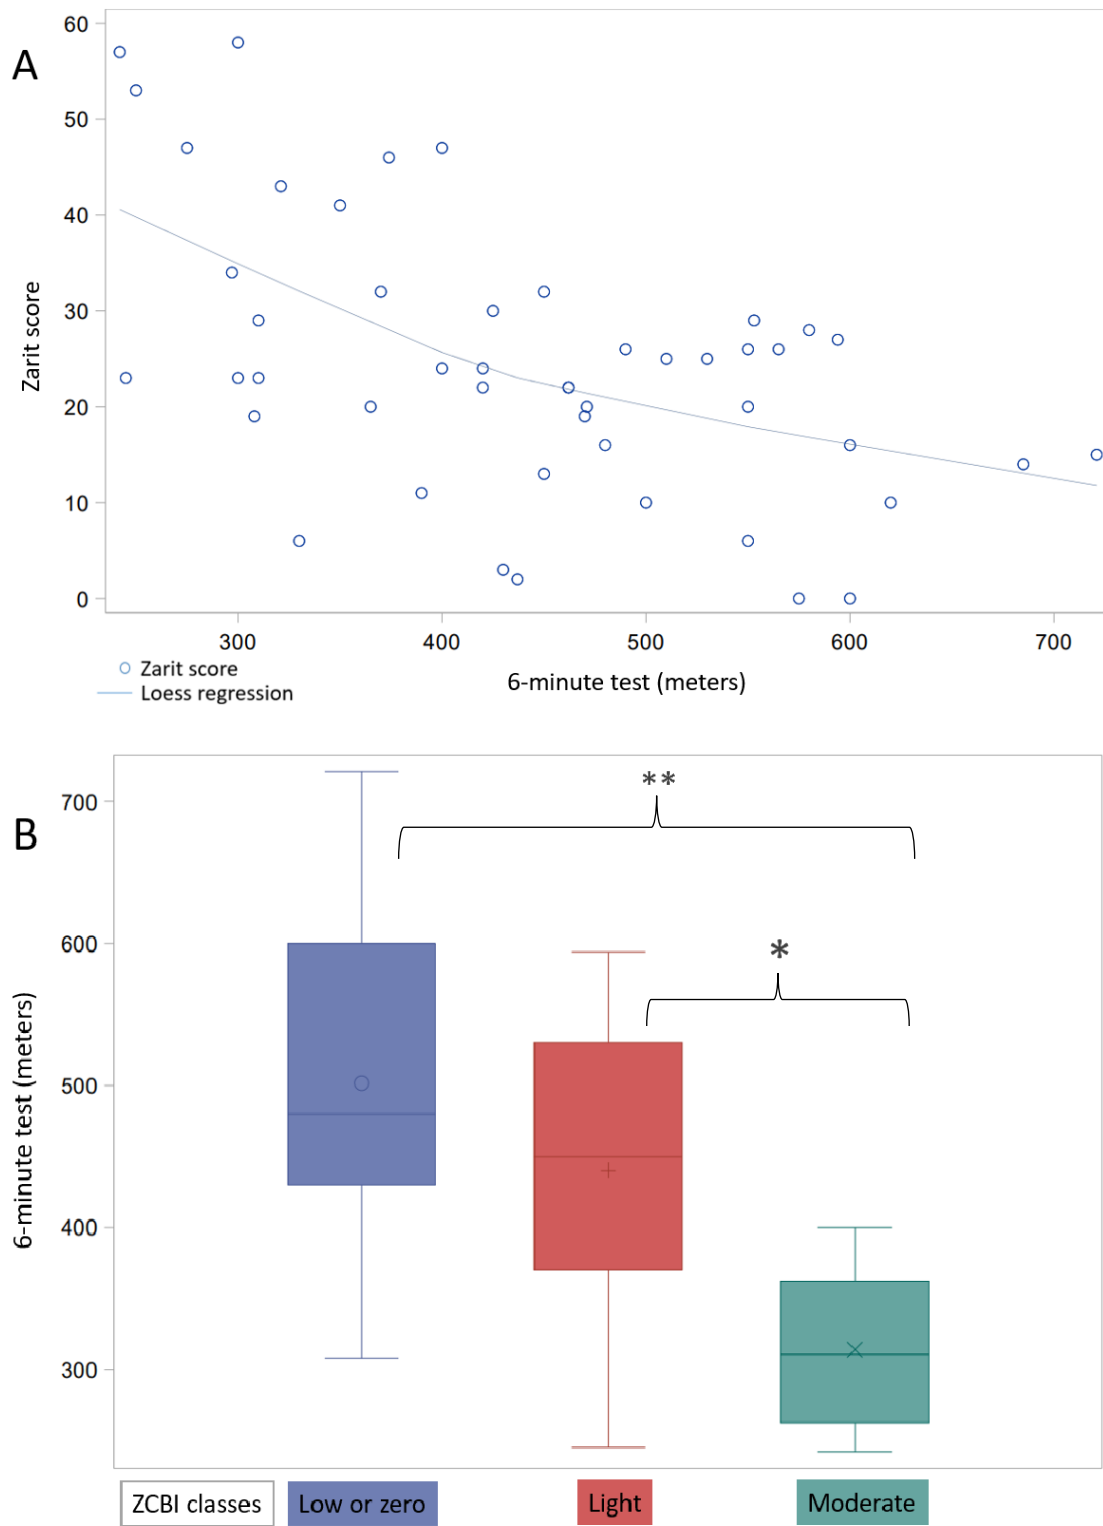 A
60
50
40
30
20
10
0
Zarit score
300 400 500 600 700
6-minute test (meters)
Zarit score
Loess regression
B
**
*
700
600
500
400
300
6-minute test (meters)
ZCBI classes Low or zero Light Moderate